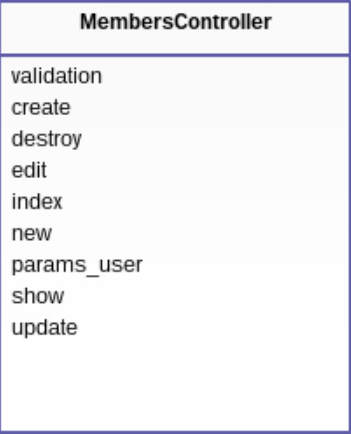 MembersController
validation
create
destroy
edit
index
new
params_user
show
update